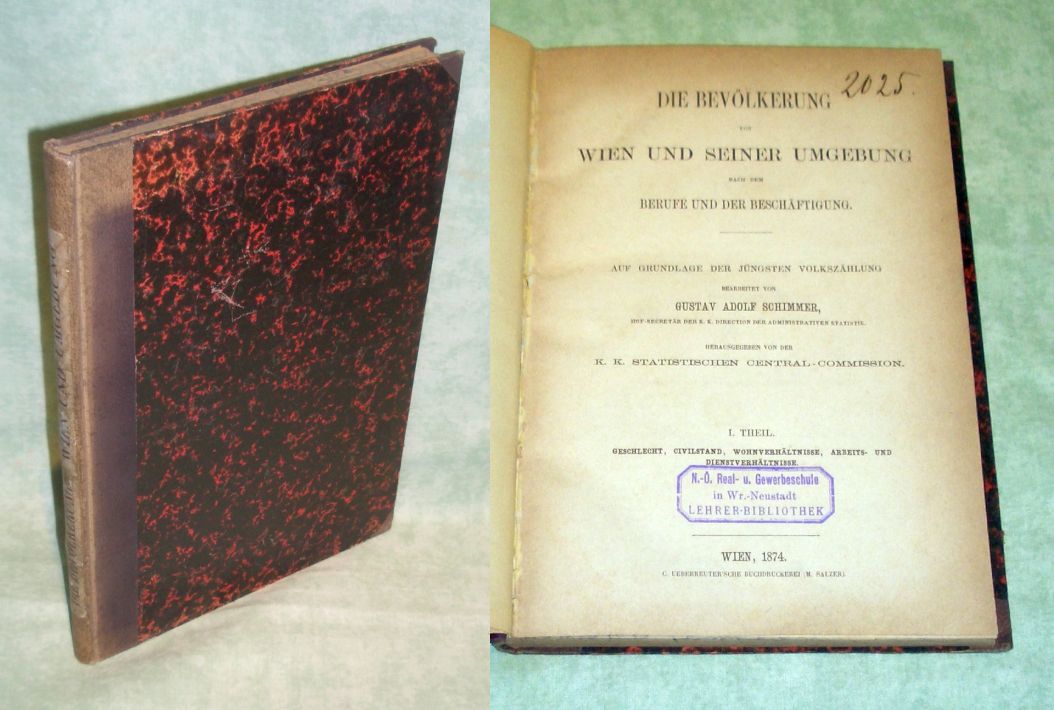 WIEN UND UMGEBUNG
DIE BEVÖLKERUNG
2025.
VON
WIEN UND SEINER UMGEBUNG
NACH DEM
BERUFE UND DER BESCHÄFTIGUNG.
AUF GRUNDLAGE DER JÜNGSTEN VOLKSZÄHLUNG
BEARBEITET VON
GUSTAV ADOLF SCHIMMER,
HOF-SECRETÄR DER K. K. DIRECTION DER ADMINISTRATIVEN STATISTIK.
HERAUSGEGEBEN VON DER
K. K. STATISTISCHEN CENTRAL-COMMISSION.
I. THEIL.
GESCHLECHT, CIVILSTAND, WOHNVERHÄLTNISSE, ARBEITS- UND
DIENSTVERHÄLTNISSE.
N.-Ö. Real- u. Gewerbeschule
in Wr.-Neustadt
LEHRER-BIBLIOTHEK
WIEN, 1874.
C. UEBERREUTER'SCHE BUCHDRUCKEREI (M. SALZER).